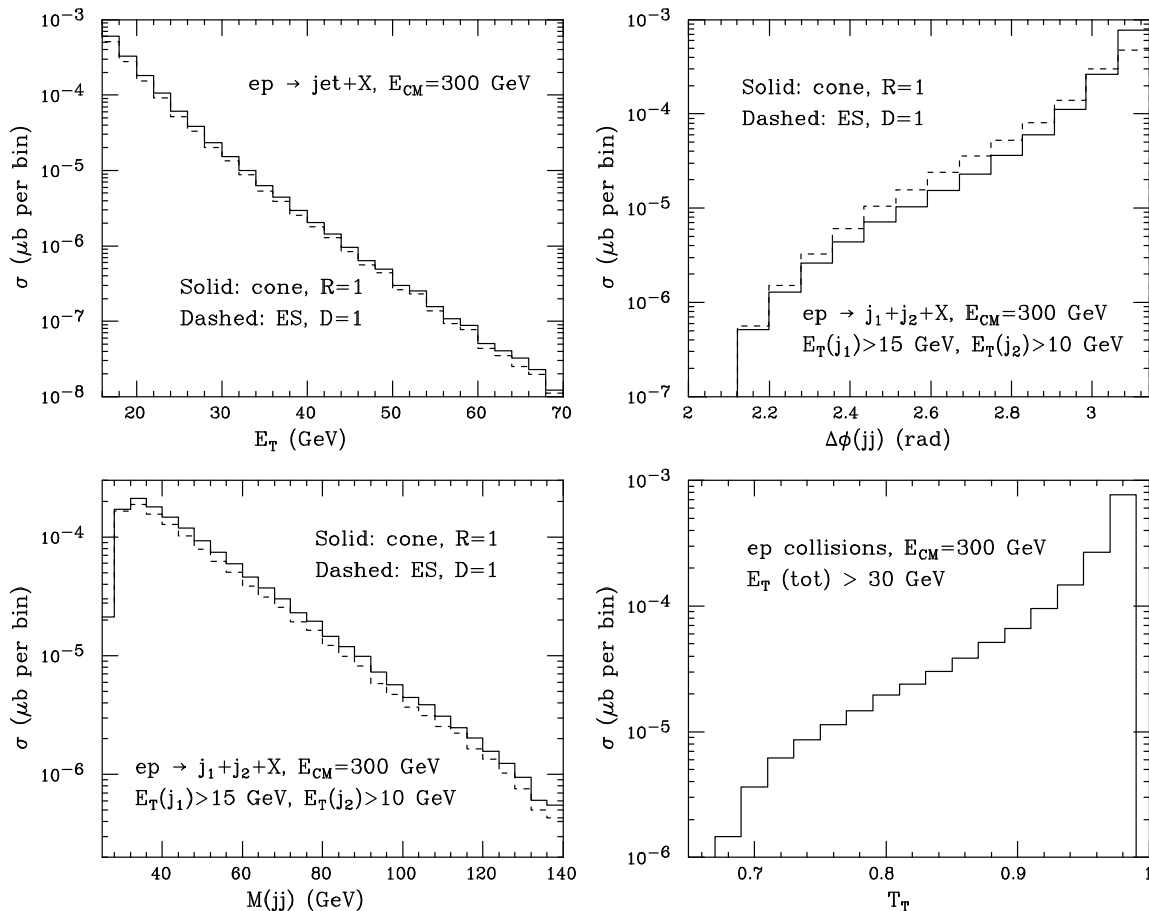 10⁻³
10⁻⁴
10⁻⁵
10⁻⁶
10⁻⁷
10⁻⁸
σ (μb per bin)
ep → jet+X, E_CM=300 GeV
Solid: cone, R=1
Dashed: ES, D=1
20 30 40 50 60 70
E_T (GeV)
10⁻³
10⁻⁴
10⁻⁵
10⁻⁶
10⁻⁷
σ (μb per bin)
Solid: cone, R=1
Dashed: ES, D=1
ep → j₁+j₂+X, E_CM=300 GeV
E_T(j₁)>15 GeV, E_T(j₂)>10 GeV
2 2.2 2.4 2.6 2.8 3
Δϕ(jj) (rad)
10⁻⁴
10⁻⁵
10⁻⁶
σ (μb per bin)
Solid: cone, R=1
Dashed: ES, D=1
ep → j₁+j₂+X, E_CM=300 GeV
E_T(j₁)>15 GeV, E_T(j₂)>10 GeV
40 60 80 100 120 140
M(jj) (GeV)
10⁻³
10⁻⁴
10⁻⁵
10⁻⁶
σ (μb per bin)
ep collisions, E_CM=300 GeV
E_T (tot) > 30 GeV
0.7 0.8 0.9 1
T_T